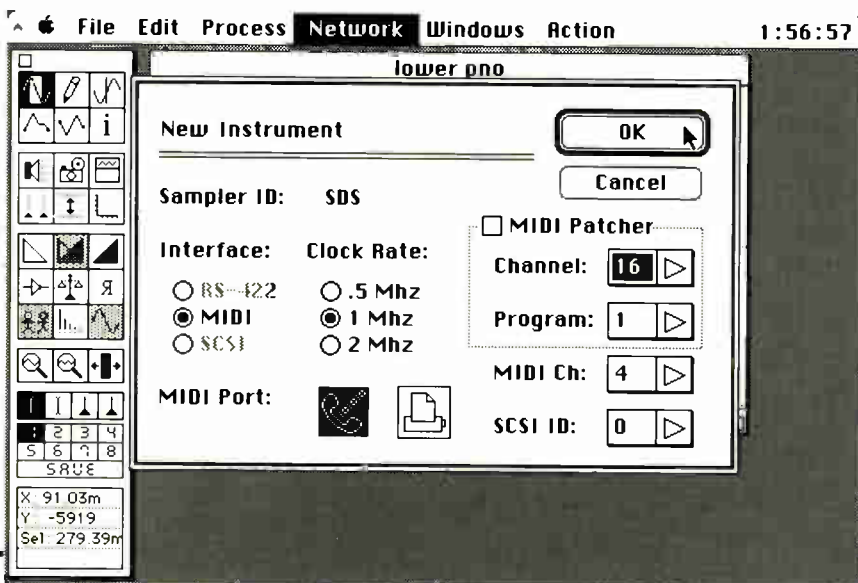 File Edit Process Network Windows Action 1:56:57
lower pno
New Instrument
OK
Cancel
Sampler ID: SDS
MIDI Patcher
Interface:
RS-422
MIDI
SCSI
Clock Rate:
.5 Mhz
1 Mhz
2 Mhz
Channel: 16
Program: 1
MIDI Ch: 4
SCSI ID: 0
MIDI Port:
i
Я
1 2 3 4
5 6 7 8
SAVE
X: 91.03m
Y: -5919
Sel: 279.39m